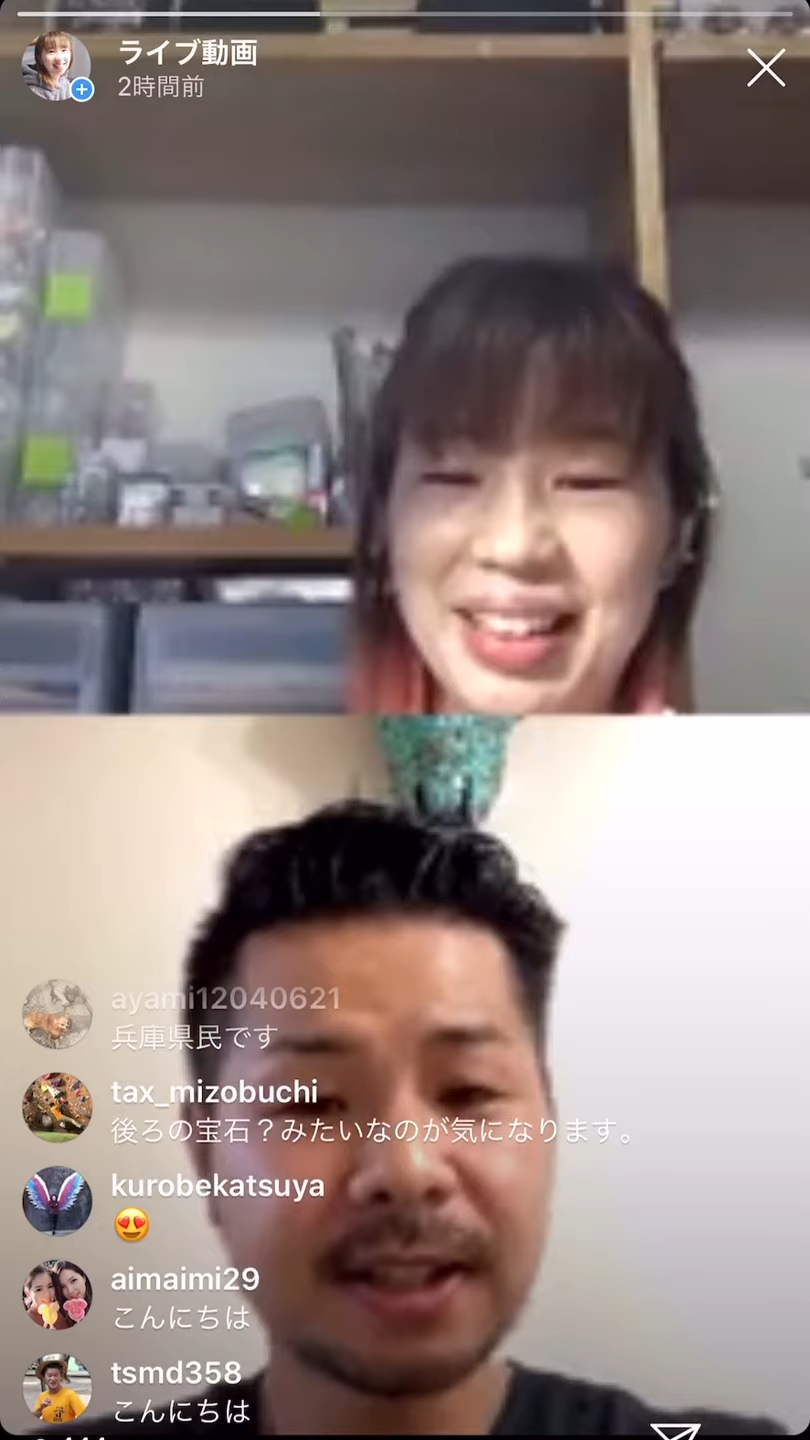 ライブ動画
2時間前
ayami12040621
兵庫県民です
tax_mizobuchi
後ろの宝石？みたいなのが気になります。
kurobekatsuya
😍
aimaimi29
こんにちは
tsmd358
こんにちは